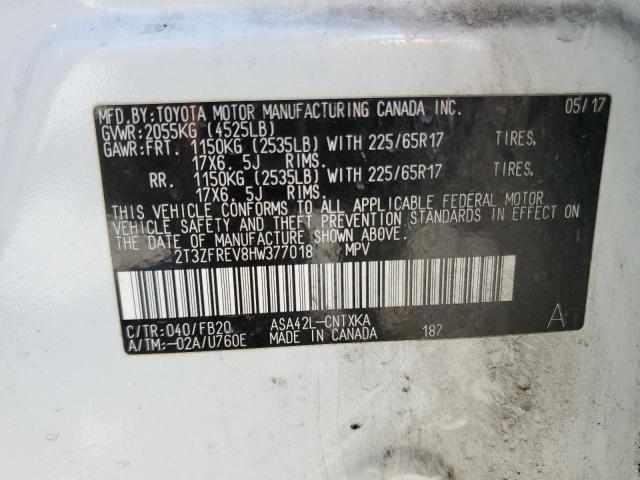 MFD.BY:TOYOTA MOTOR MANUFACTURING CANADA INC. 05/17
GVWR:2055KG (4525LB)
GAWR:FRT. 1150KG (2535LB) WITH 225/65R17 TIRES,
17X6.5J RIMS.
RR. 1150KG (2535LB) WITH 225/65R17 TIRES,
17X6.5J RIMS.
THIS VEHICLE CONFORMS TO ALL APPLICABLE FEDERAL MOTOR
VEHICLE SAFETY AND THEFT PREVENTION STANDARDS IN EFFECT ON
THE DATE OF MANUFACTURE SHOWN ABOVE.
2T3ZFREV8HW377018 MPV
C/TR:040/FB20 ASA42L-CNTXKA
A/TM:-02A/U760E MADE IN CANADA 187 A